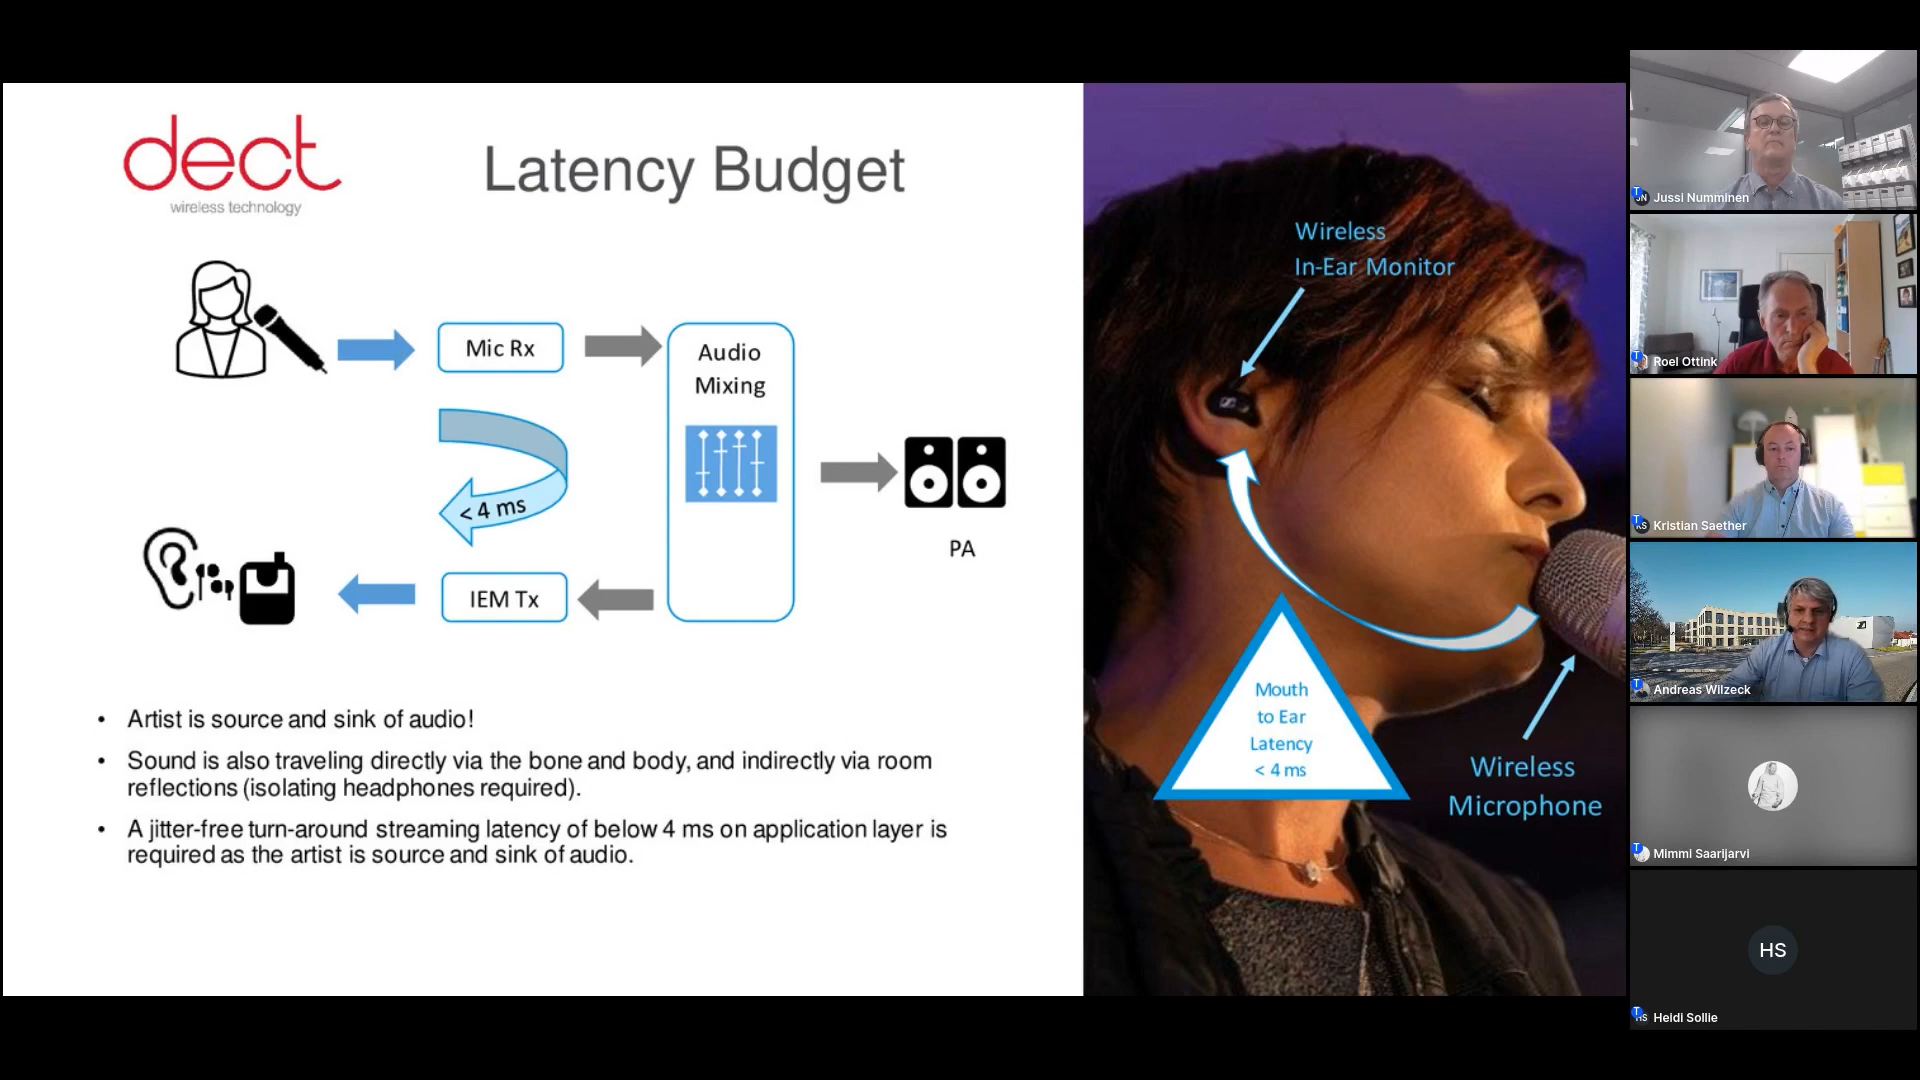 dect
wireless technology
Latency Budget
Mic Rx
Audio
Mixing
< 4 ms
PA
IEM Tx
• Artist is source and sink of audio!
• Sound is also traveling directly via the bone and body, and indirectly via room
reflections (isolating headphones required).
• A jitter-free turn-around streaming latency of below 4 ms on application layer is
required as the artist is source and sink of audio.
Wireless
In-Ear Monitor
Mouth
to Ear
Latency
< 4 ms
Wireless
Microphone
T
JN
Jussi Numminen
T
Roel Ottink
T
KS
Kristian Saether
T
Andreas Wilzeck
T
Mimmi Saarijarvi
HS
T
HS
Heidi Sollie